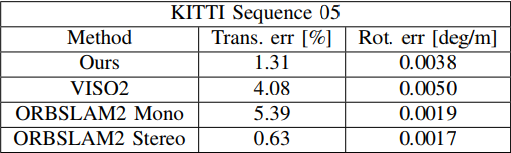 KITTI Sequence 05
Method Trans. err [%] Rot. err [deg/m]
Ours 1.31 0.0038
VISO2 4.08 0.0050
ORBSLAM2 Mono 5.39 0.0019
ORBSLAM2 Stereo 0.63 0.0017